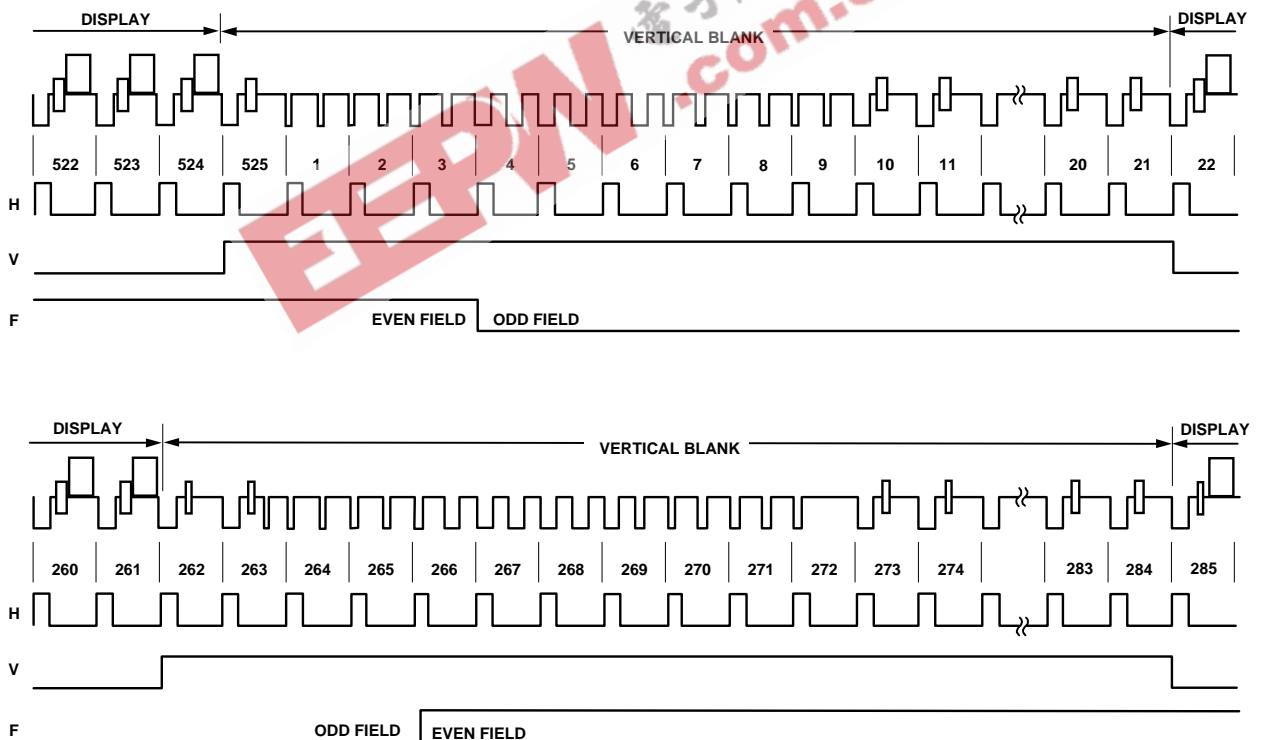 DISPLAY
VERTICAL BLANK
DISPLAY
522 523 524 525 1 2 3 4 5 6 7 8 9 10 11 20 21 22
H
V
F
EVEN FIELD ODD FIELD
EEPW
.com.c
DISPLAY
VERTICAL BLANK
DISPLAY
260 261 262 263 264 265 266 267 268 269 270 271 272 273 274 283 284 285
H
V
F
ODD FIELD EVEN FIELD